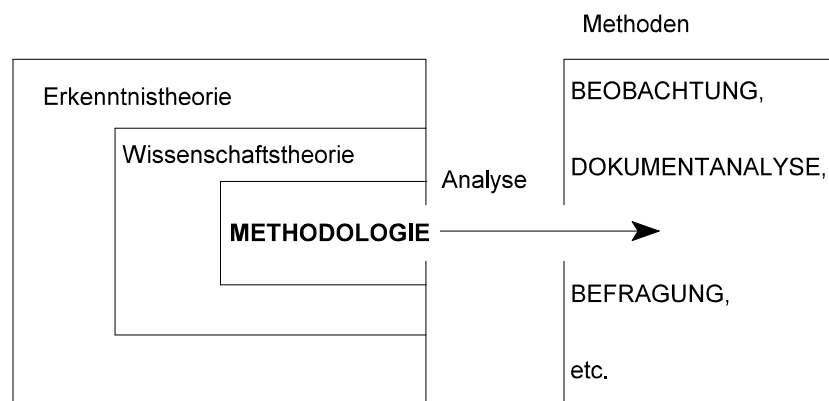 Methoden
Erkenntnistheorie
BEOBACHTUNG,
Wissenschaftstheorie
DOKUMENTANALYSE,
Analyse
METHODOLOGIE
BEFRAGUNG,
etc.